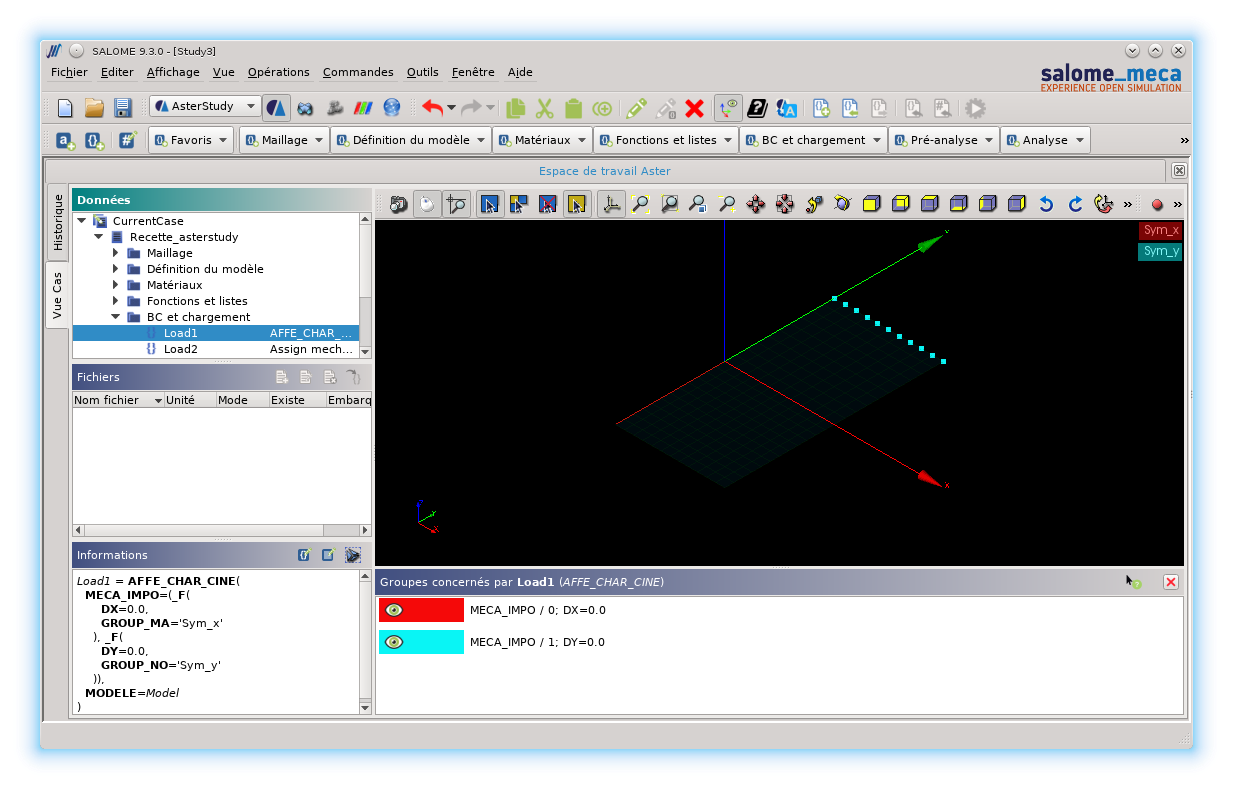 SALOME 9.3.0 - [Study3]
Fichier Editer Affichage Vue Opérations Commandes Outils Fenêtre Aide
salome_meca
EXPERIENCE OPEN SIMULATION
AsterStudy
Favoris Maillage Définition du modèle Matériaux Fonctions et listes BC et chargement Pré-analyse Analyse »
Espace de travail Aster
Historique
Vue Cas
Données
CurrentCase
Recette_asterstudy
Maillage
Définition du modèle
Matériaux
Fonctions et listes
BC et chargement
Load1 AFFE_CHAR_...
Load2 Assign mech...
Fichiers
Nom fichier Unité Mode Existe Embarq
Informations
Load1 = AFFE_CHAR_CINE(
MECA_IMPO=(_F(
DX=0.0,
GROUP_MA='Sym_x'
), _F(
DY=0.0,
GROUP_NO='Sym_y'
)),
MODELE=Model
)
» »
Sym_x
Sym_y
Y
X
Z
Y
X
Groupes concernés par Load1 (AFFE_CHAR_CINE)
MECA_IMPO / 0; DX=0.0
MECA_IMPO / 1; DY=0.0